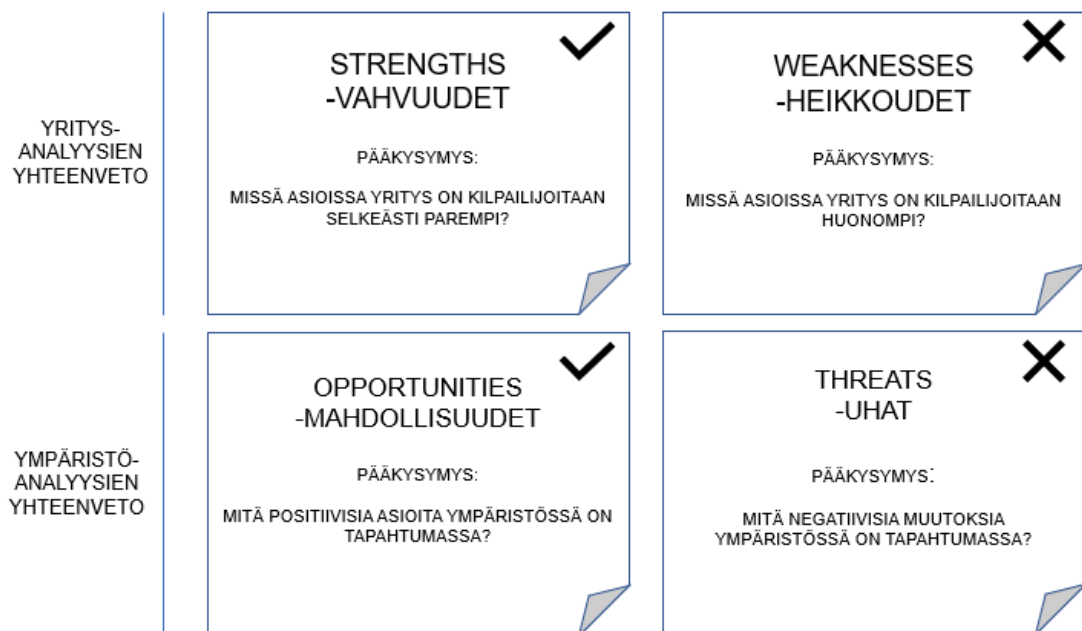 YRITYS-
ANALYYSIEN
YHTEENVETO
STRENGTHS
-VAHVUUDET
PÄÄKYSYMYS:
MISSÄ ASIOISSA YRITYS ON KILPAILIJOITAAN
SELKEÄSTI PAREMPI?
WEAKNESSES
-HEIKKOUDET
PÄÄKYSYMYS:
MISSÄ ASIOISSA YRITYS ON KILPAILIJOITAAN
HUONOMPI?
YMPÄRISTÖ-
ANALYYSIEN
YHTEENVETO
OPPORTUNITIES
-MAHDOLLISUUDET
PÄÄKYSYMYS:
MITÄ POSITIIVISIA ASIOITA YMPÄRISTÖSSÄ ON
TAPAHTUMASSA?
THREATS
-UHAT
PÄÄKYSYMYS:
MITÄ NEGATIIVISIA MUUTOKSIA
YMPÄRISTÖSSÄ ON TAPAHTUMASSA?